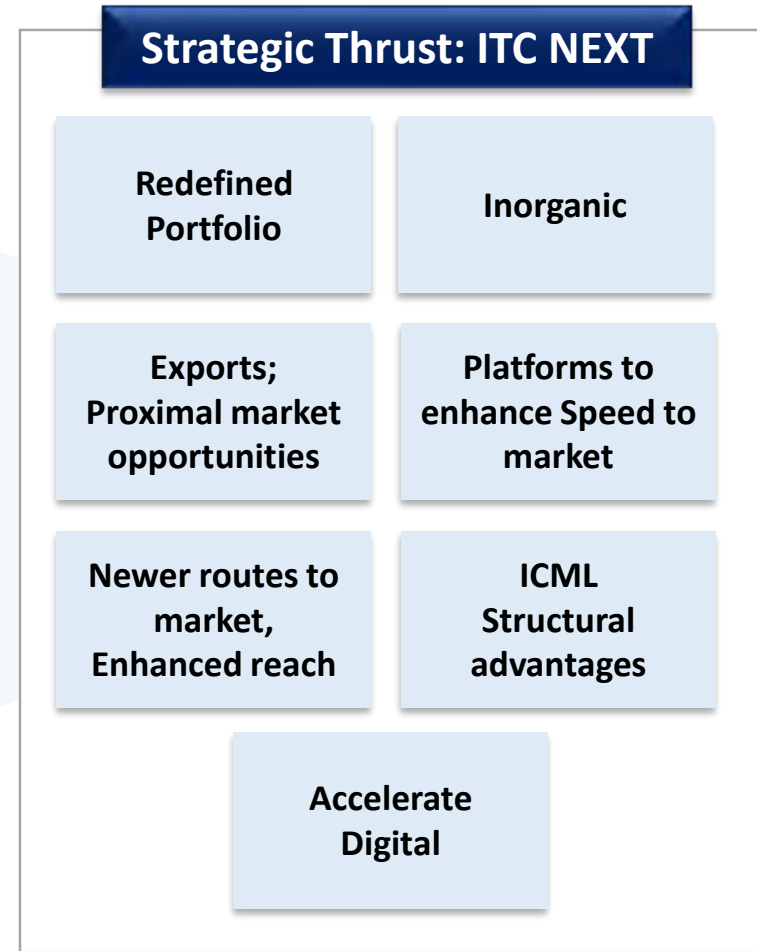 Strategic Thrust: ITC NEXT
Redefined
Portfolio
Inorganic
Exports;
Proximal market
opportunities
Platforms to
enhance Speed to
market
Newer routes to
market,
Enhanced reach
ICML
Structural
advantages
Accelerate
Digital